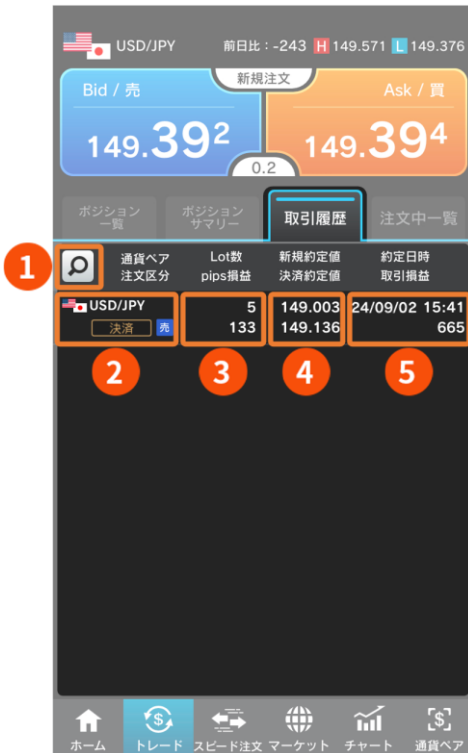 USD/JPY 前日比：-243 H 149.571 L 149.376
新規注文
Bid / 売 Ask / 買
149.392 149.394
0.2
ポジション
一覧
ポジション
サマリー
取引履歴
注文中一覧
1
通貨ペア Lot数 新規約定値 約定日時
注文区分 pips損益 決済約定値 取引損益
USD/JPY 5 149.003 24/09/02 15:41
決済 売 133 149.136 665
2 3 4 5
ホーム トレード スピード注文 マーケット チャート 通貨ペア